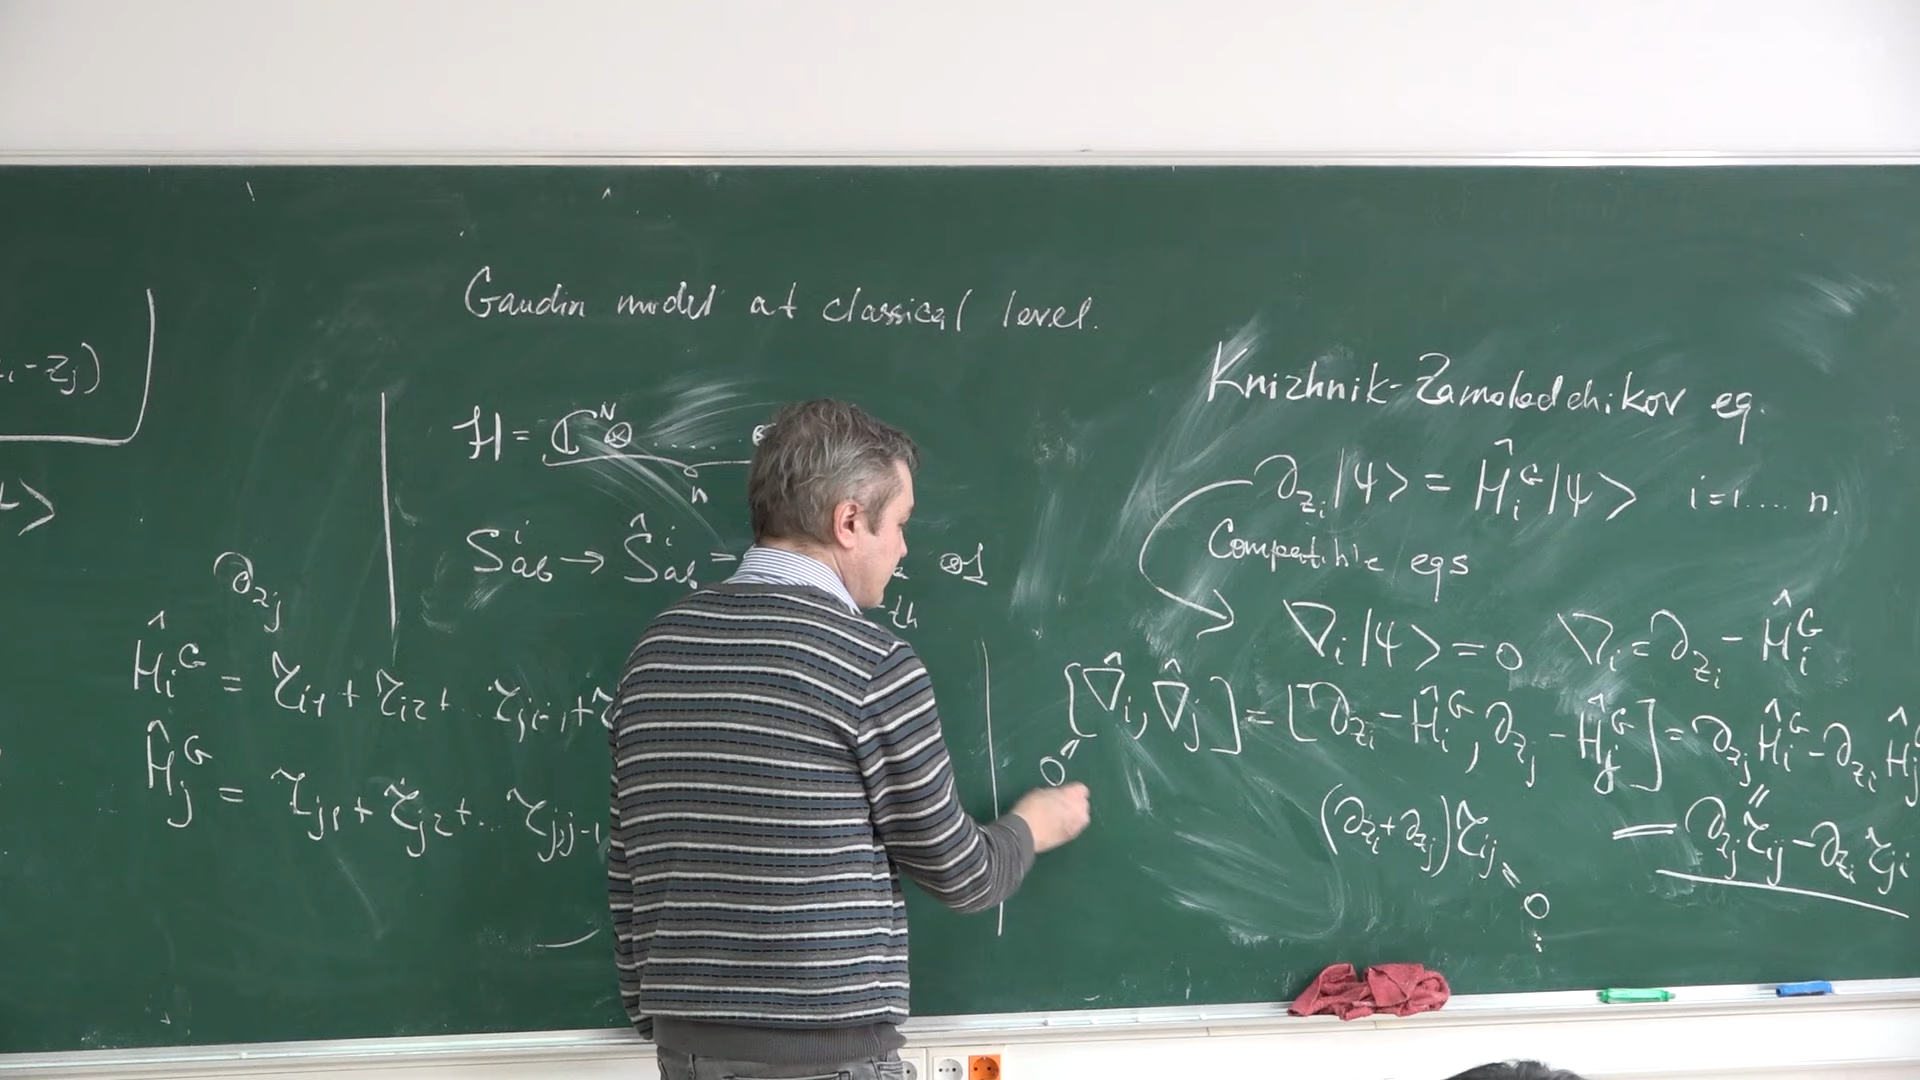 Gaudin model at classical level.
-z_j)
H = ℂ^N ⊗ .....
n
S^i_{ab} → Ŝ^i_{ab} =
⊗1
-th
∂_{z_j}
Ĥ_i^G = r_{i1} + r_{i2} + ..
Ĥ_j^G = r_{j1} + r_{j2} + .. r_{j,j-1}
Knizhnik-Zamolodchikov eq.
∂_{z_i}|ψ> = Ĥ_i^G|ψ> i=1.... n.
Compatible eqs
∇_i|ψ> = 0 ∇_i = ∂_{z_i} - Ĥ_i^G
[∇̂_i, ∇̂_j] = [∂_{z_i} - Ĥ_i^G, ∂_{z_j} - Ĥ_j^G] = ∂_{z_j}Ĥ_i^G - ∂_{z_i}Ĥ_j^G
0
(∂_{z_i} + ∂_{z_j}) r_{ij} = 0
= ∂_{z_j} r_{ij} - ∂_{z_i} r_{ji}